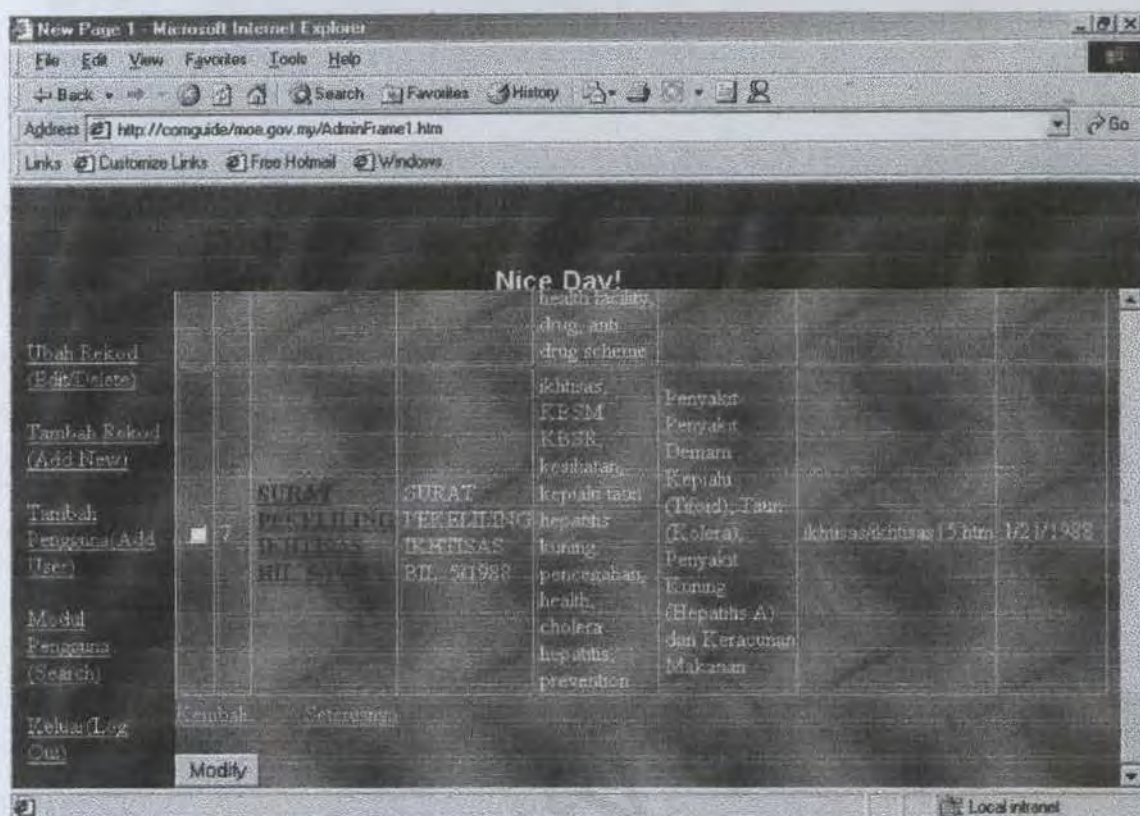 New Page 1 - Microsoft Internet Explorer
File Edit View Favorites Tools Help
Back Search Favorites History
Address http://comguide/moe.gov.my/AdminFrame1.htm Go
Links Customize Links Free Hotmail Windows
Nice Day!
Ubah Rekod
(Edit/Delete)
Tambah Rekod
(Add New)
Tambah
Pengguna(Add
User)
Modul
Pengguna
(Search)
Keluar(Log
Out)
health facility,
drug, anti
drug scheme
7
SURAT
PEKELILING
IKHTISAS
BIL
SURAT
PEKELILING
IKHTISAS
BIL. 5/1988
ikhtisas,
KBSM
KBSR,
kesihatan,
kepialu taun
hepatitis
kuning,
pencegahan,
health,
cholera
hepatitis,
prevention
Penyakit
Penyakit
Demam
Kepialu
(Tifoid), Taun
(Kolera),
Penyakit
Kuning
(Hepatitis A)
dan Keracunan
Makanan
ikhtisas/ikhtisas15.htm
1/21/1988
Kembali Seterusnya
Modify
Local intranet